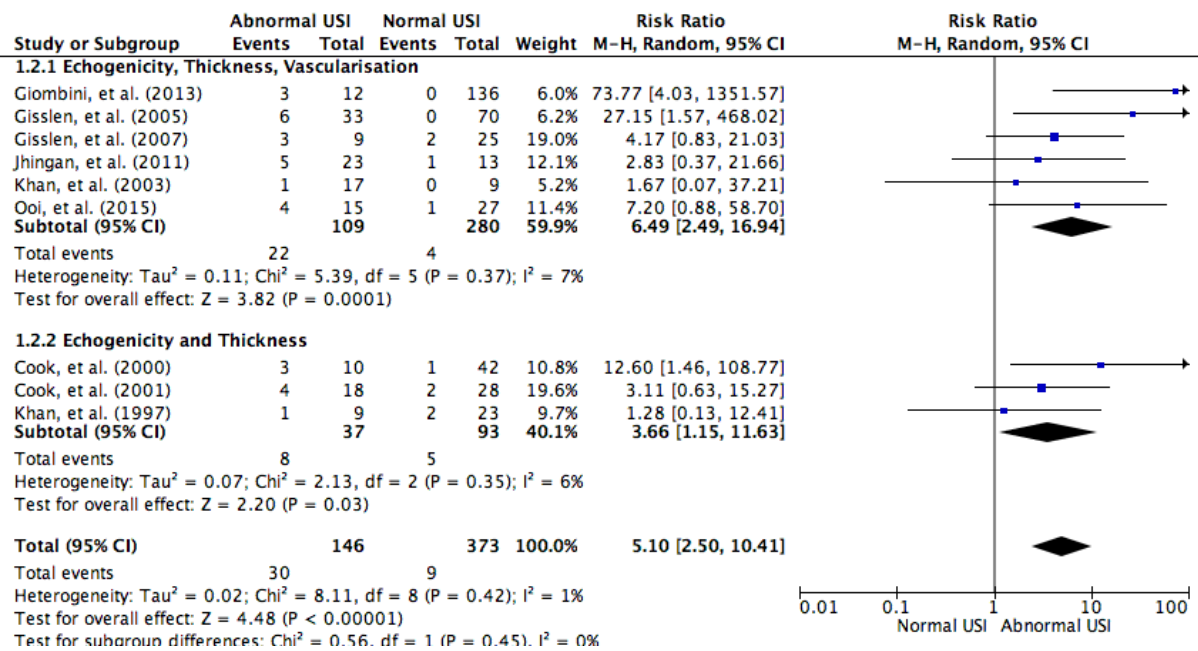 Abnormal USI Normal USI Risk Ratio Risk Ratio
Study or Subgroup Events Total Events Total Weight M-H, Random, 95% CI M-H, Random, 95% CI
1.2.1 Echogenicity, Thickness, Vascularisation
Giombini, et al. (2013) 3 12 0 136 6.0% 73.77 [4.03, 1351.57]
Gisslen, et al. (2005) 6 33 0 70 6.2% 27.15 [1.57, 468.02]
Gisslen, et al. (2007) 3 9 2 25 19.0% 4.17 [0.83, 21.03]
Jhingan, et al. (2011) 5 23 1 13 12.1% 2.83 [0.37, 21.66]
Khan, et al. (2003) 1 17 0 9 5.2% 1.67 [0.07, 37.21]
Ooi, et al. (2015) 4 15 1 27 11.4% 7.20 [0.88, 58.70]
Subtotal (95% CI) 109 280 59.9% 6.49 [2.49, 16.94]
Total events 22 4
Heterogeneity: Tau² = 0.11; Chi² = 5.39, df = 5 (P = 0.37); I² = 7%
Test for overall effect: Z = 3.82 (P = 0.0001)
1.2.2 Echogenicity and Thickness
Cook, et al. (2000) 3 10 1 42 10.8% 12.60 [1.46, 108.77]
Cook, et al. (2001) 4 18 2 28 19.6% 3.11 [0.63, 15.27]
Khan, et al. (1997) 1 9 2 23 9.7% 1.28 [0.13, 12.41]
Subtotal (95% CI) 37 93 40.1% 3.66 [1.15, 11.63]
Total events 8 5
Heterogeneity: Tau² = 0.07; Chi² = 2.13, df = 2 (P = 0.35); I² = 6%
Test for overall effect: Z = 2.20 (P = 0.03)
Total (95% CI) 146 373 100.0% 5.10 [2.50, 10.41]
Total events 30 9
Heterogeneity: Tau² = 0.02; Chi² = 8.11, df = 8 (P = 0.42); I² = 1%
Test for overall effect: Z = 4.48 (P < 0.00001)
Test for subgroup differences: Chi² = 0.56, df = 1 (P = 0.45), I² = 0%
0.01 0.1 1 10 100
Normal USI Abnormal USI